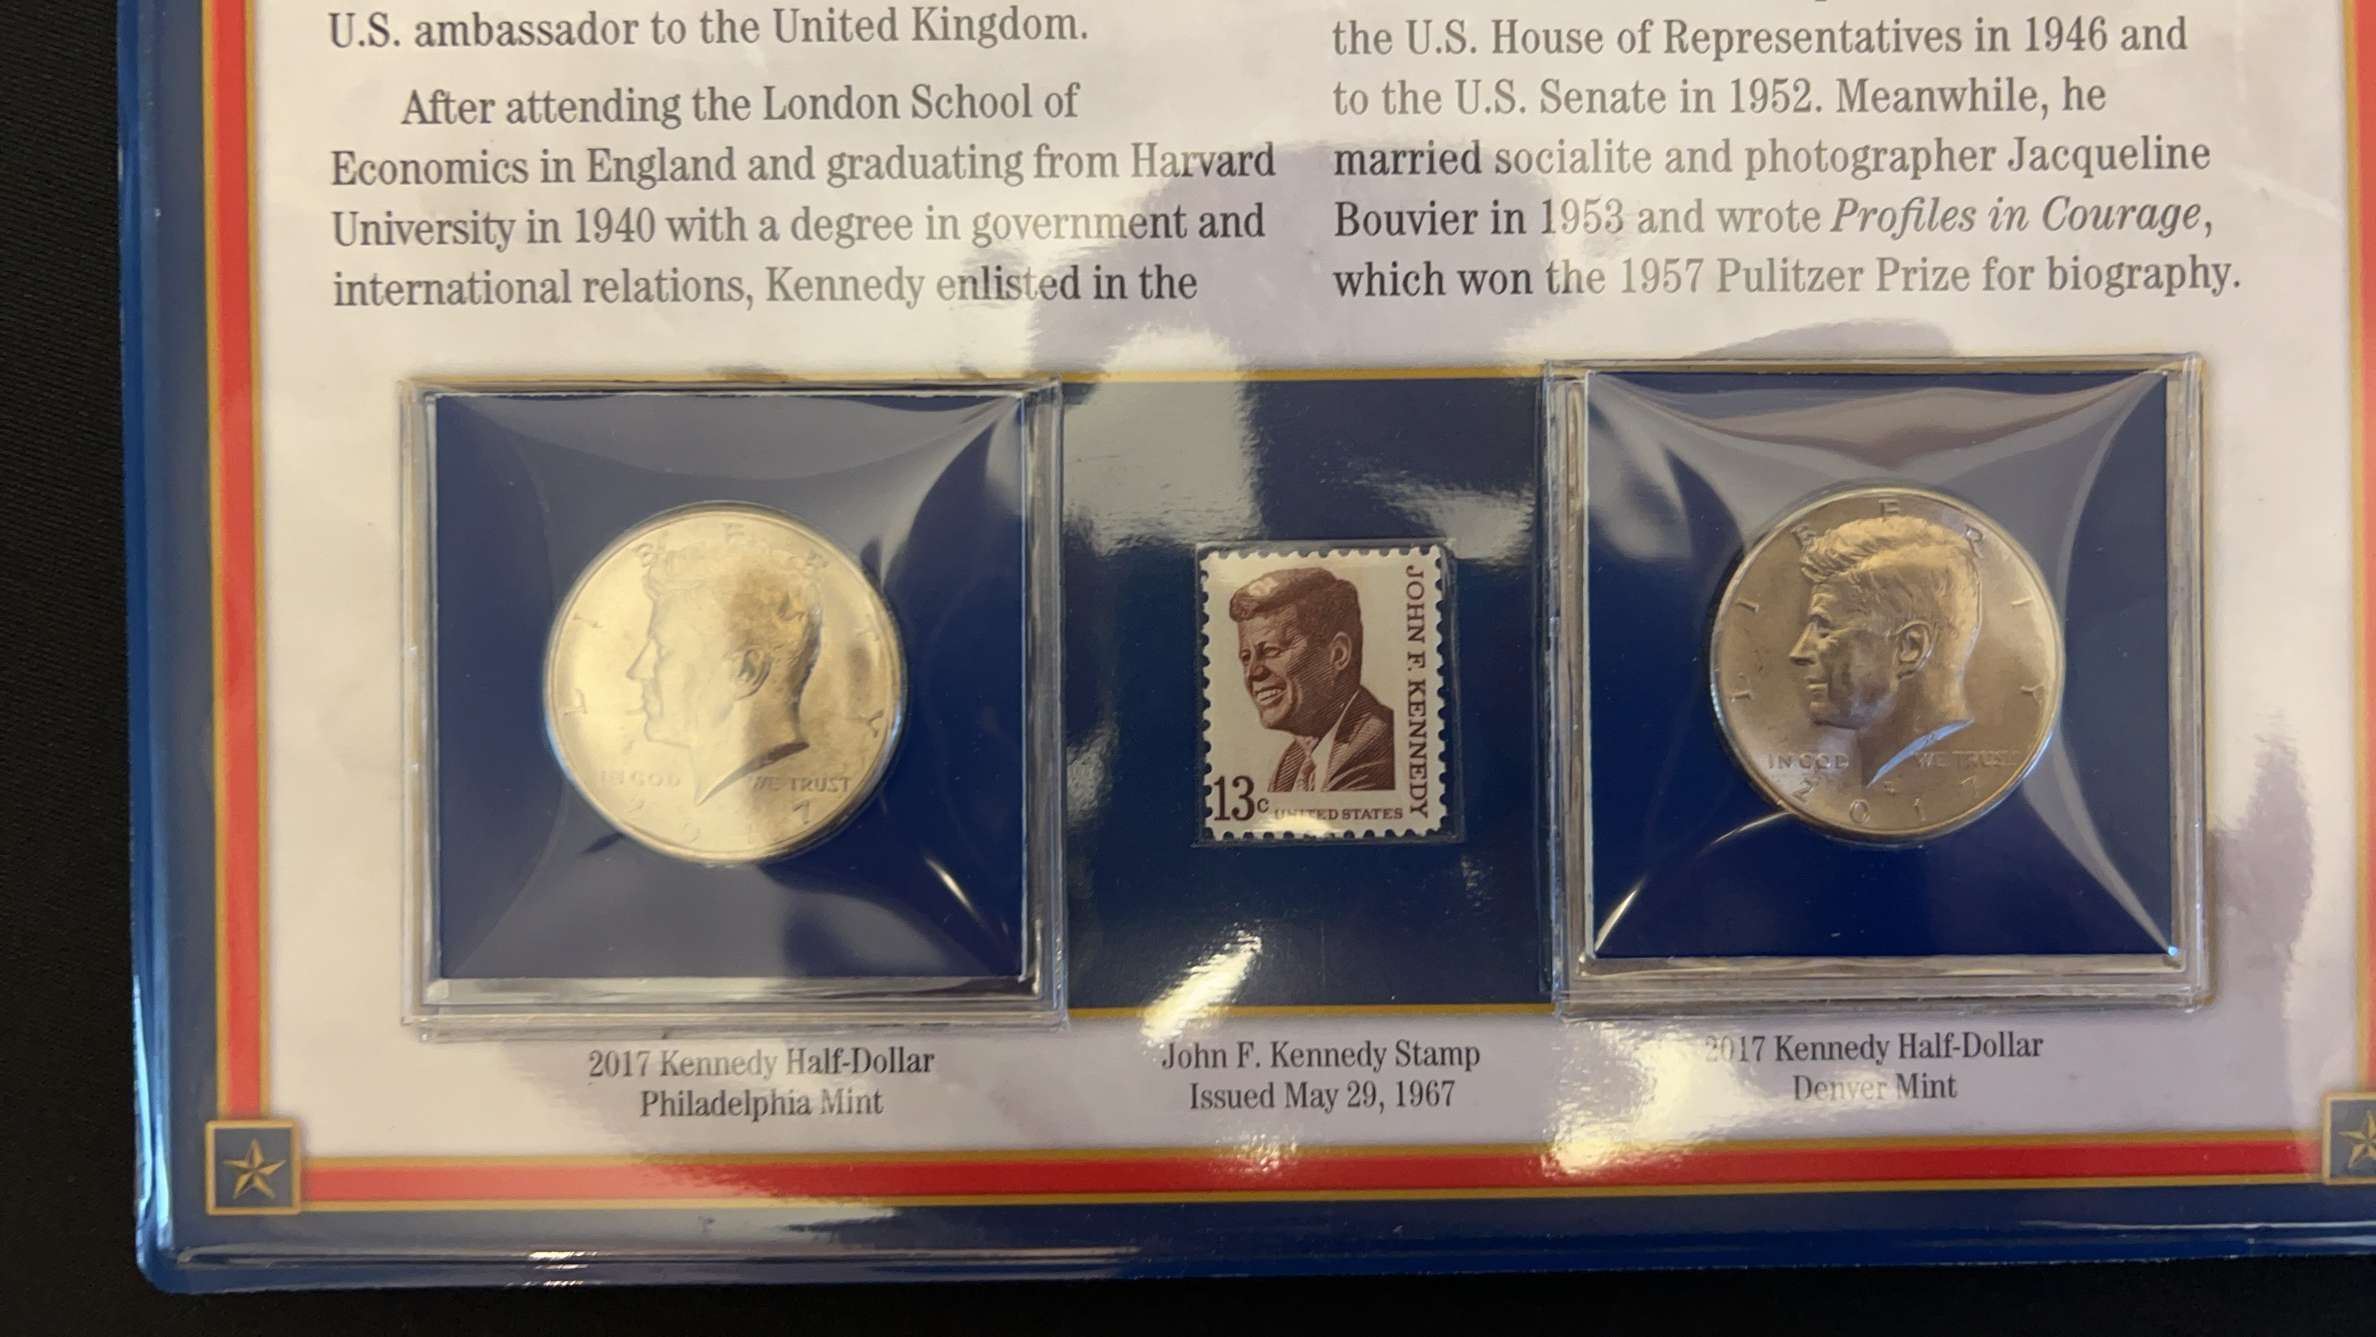 U.S. ambassador to the United Kingdom.
After attending the London School of
Economics in England and graduating from Harvard
University in 1940 with a degree in government and
international relations, Kennedy enlisted in the
the U.S. House of Representatives in 1946 and
to the U.S. Senate in 1952. Meanwhile, he
married socialite and photographer Jacqueline
Bouvier in 1953 and wrote Profiles in Courage,
which won the 1957 Pulitzer Prize for biography.
LIBERTY
IN GOD WE TRUST
2017
JOHN F. KENNEDY
13c UNITED STATES
LIBERTY
IN GOD WE TRUST
2017
2017 Kennedy Half-Dollar
Philadelphia Mint
John F. Kennedy Stamp
Issued May 29, 1967
2017 Kennedy Half-Dollar
Denver Mint